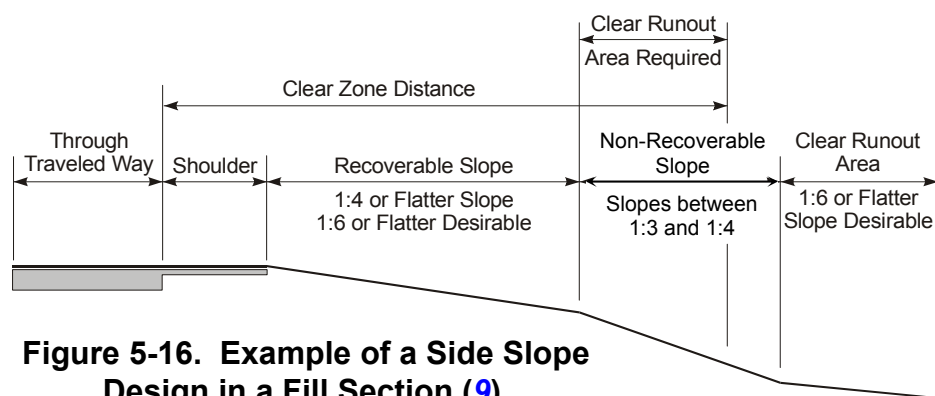 Clear Runout
Area Required
Clear Zone Distance
Through
Traveled Way
Shoulder
Recoverable Slope
1:4 or Flatter Slope
1:6 or Flatter Desirable
Non-Recoverable
Slope
Slopes between
1:3 and 1:4
Clear Runout
Area
1:6 or Flatter
Slope Desirable
Figure 5-16. Example of a Side Slope
Design in a Fill Section (9)